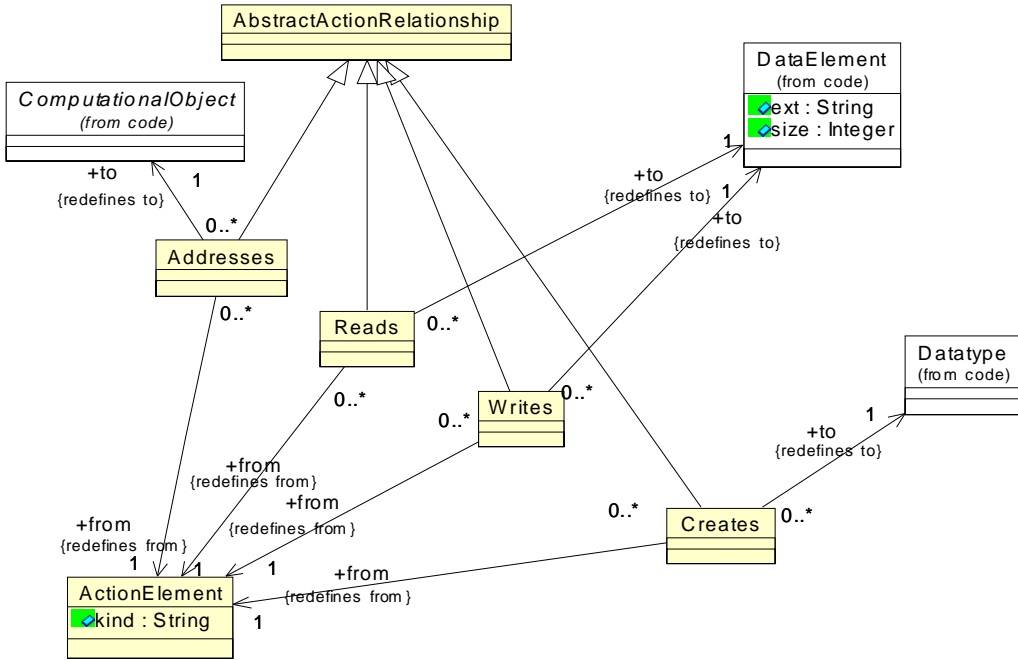 AbstractActionRelationship
DataElement
(from code)
ext : String
size : Integer
ComputationalObject
(from code)
1
+to
1
{redefines to}
+to
{redefines to}
1
+to
{redefines to}
0..*
Addresses
0..*
Reads
0..*
Datatype
(from code)
0..*
0..*
Writes
0..*
1
+to
{redefines to}
+from
{redefines from}
+from
{redefines from }
+from
{redefines from }
0..*
Creates
0..*
1
1
1
+from
{redefines from }
1
ActionElement
kind : String